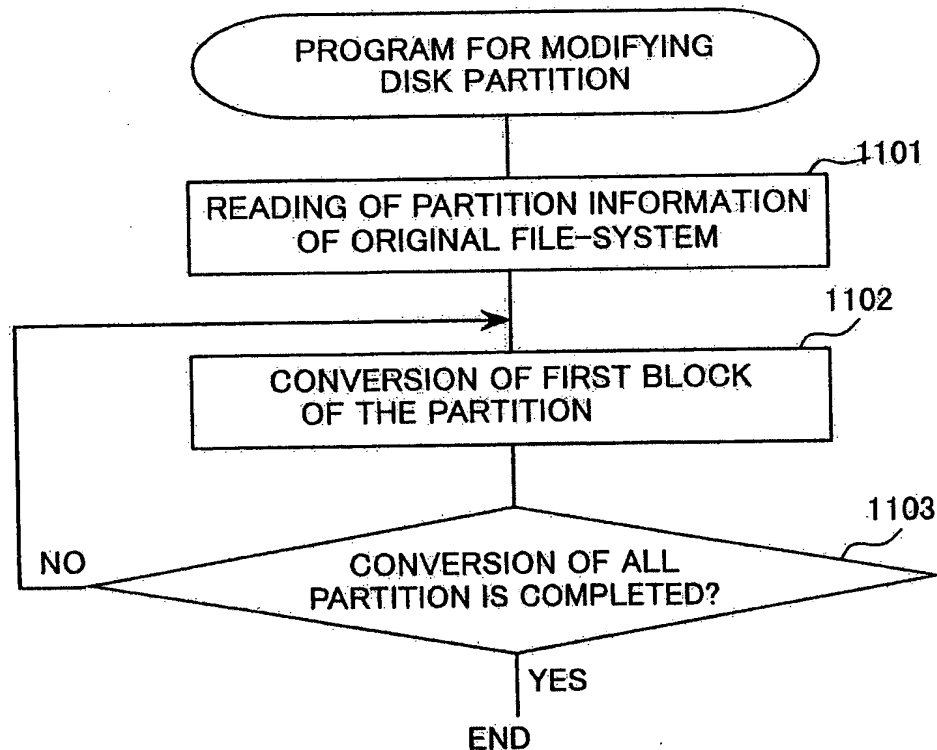 PROGRAM FOR MODIFYING
DISK PARTITION
1101
READING OF PARTITION INFORMATION
OF ORIGINAL FILE-SYSTEM
1102
CONVERSION OF FIRST BLOCK
OF THE PARTITION
1103
NO
CONVERSION OF ALL
PARTITION IS COMPLETED?
YES
END